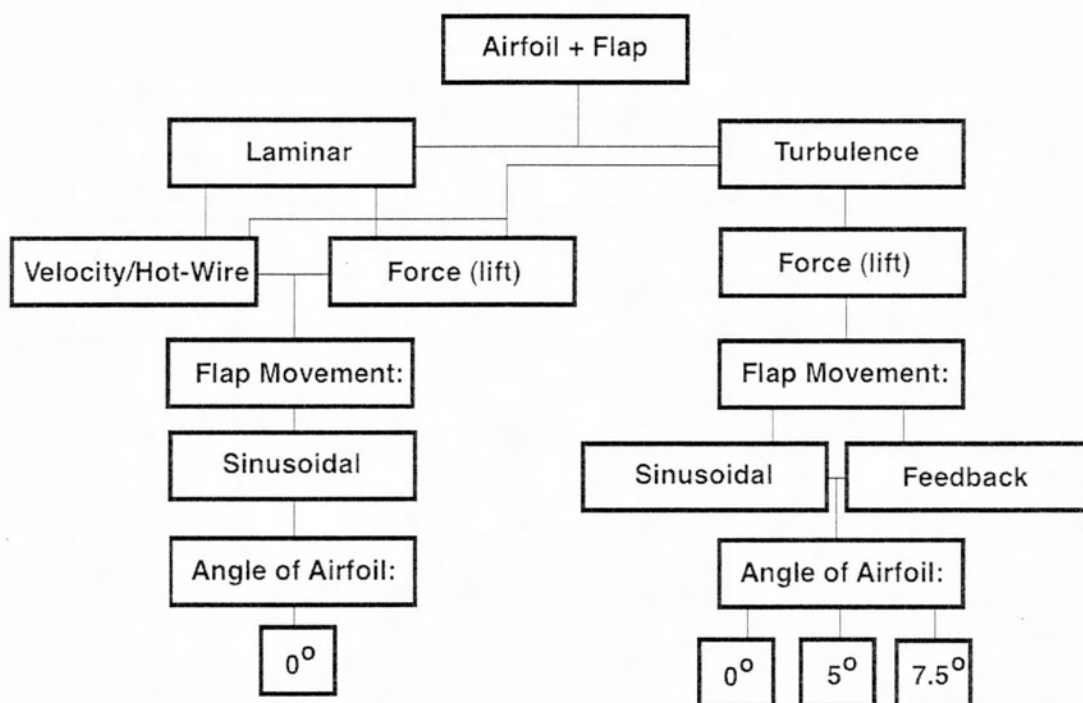 Airfoil + Flap
Laminar
Turbulence
Velocity/Hot-Wire
Force (lift)
Force (lift)
Flap Movement:
Flap Movement:
Sinusoidal
Sinusoidal
Feedback
Angle of Airfoil:
Angle of Airfoil:
0°
0°
5°
7.5°